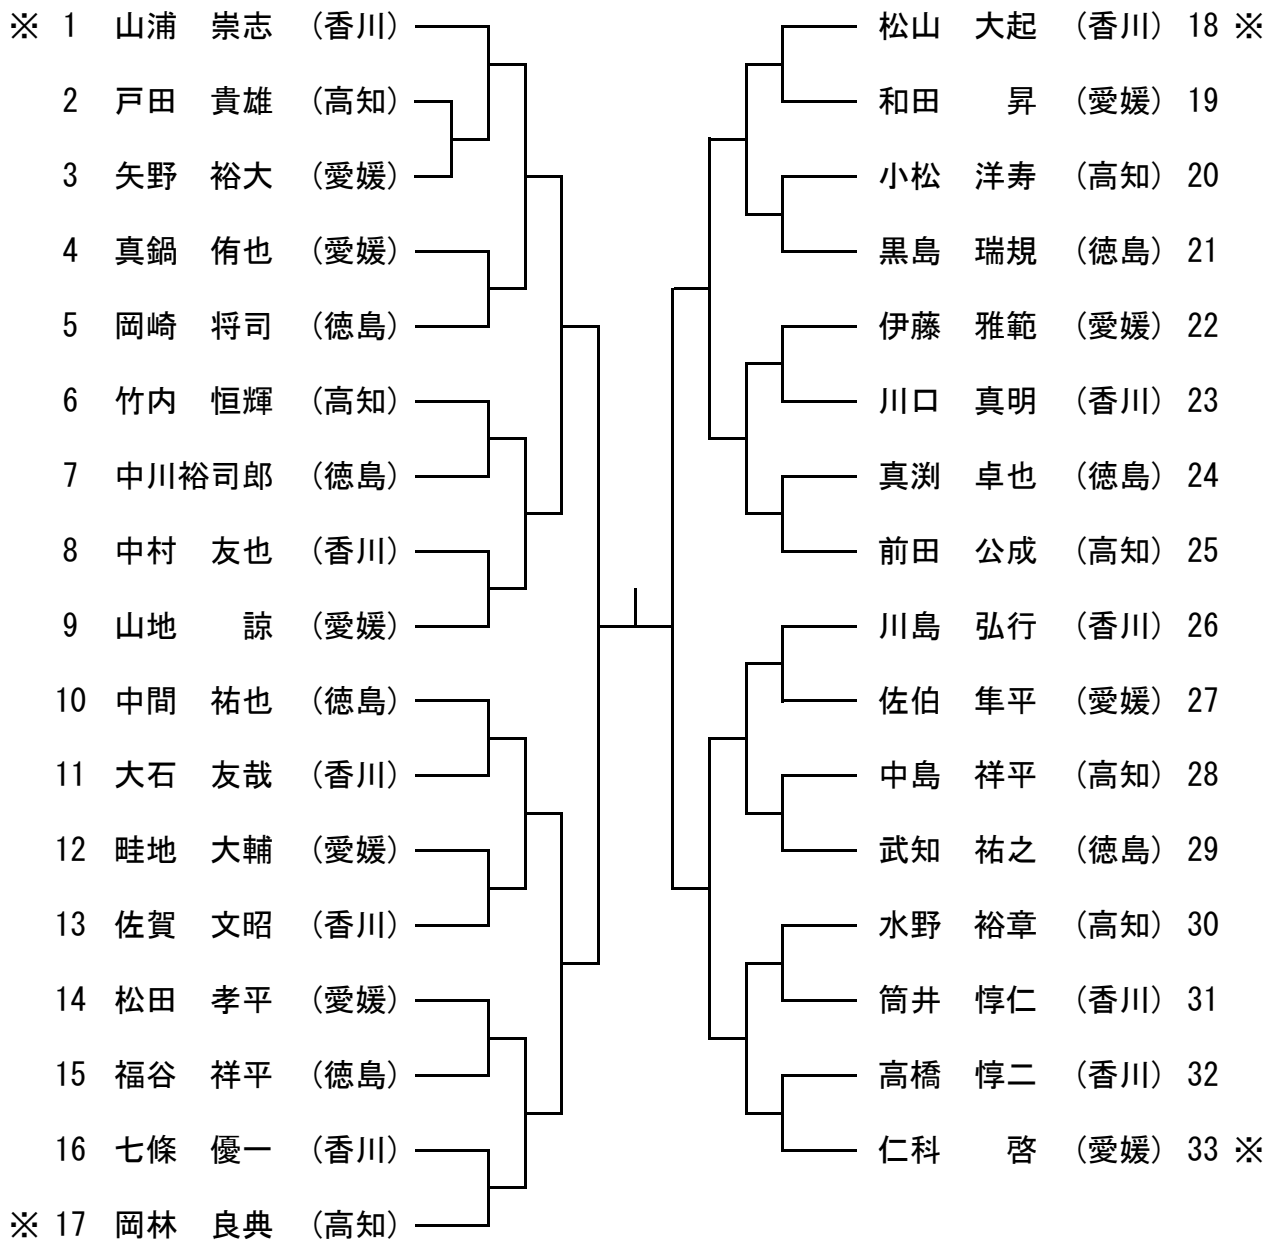 ※ 1 山浦 崇志 (香川)
2 戸田 貴雄 (高知)
3 矢野 裕大 (愛媛)
4 真鍋 侑也 (愛媛)
5 岡崎 将司 (徳島)
6 竹内 恒輝 (高知)
7 中川裕司郎 (徳島)
8 中村 友也 (香川)
9 山地 諒 (愛媛)
10 中間 祐也 (徳島)
11 大石 友哉 (香川)
12 畦地 大輔 (愛媛)
13 佐賀 文昭 (香川)
14 松田 孝平 (愛媛)
15 福谷 祥平 (徳島)
16 七條 優一 (香川)
※ 17 岡林 良典 (高知)
松山 大起 (香川) 18 ※
和田 昇 (愛媛) 19
小松 洋寿 (高知) 20
黒島 瑞規 (徳島) 21
伊藤 雅範 (愛媛) 22
川口 真明 (香川) 23
真渕 卓也 (徳島) 24
前田 公成 (高知) 25
川島 弘行 (香川) 26
佐伯 隼平 (愛媛) 27
中島 祥平 (高知) 28
武知 祐之 (徳島) 29
水野 裕章 (高知) 30
筒井 惇仁 (香川) 31
高橋 惇二 (香川) 32
仁科 啓 (愛媛) 33 ※